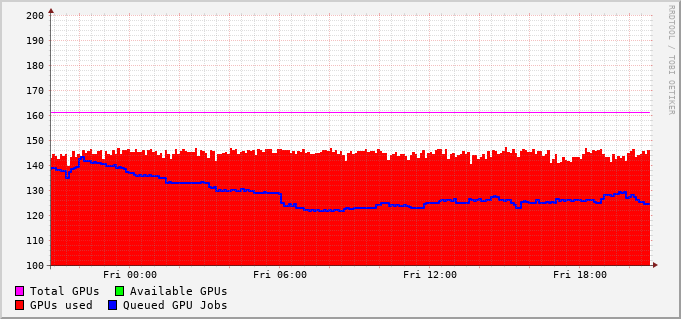 200
190
180
170
160
150
140
130
120
110
100
Fri 00:00 Fri 06:00 Fri 12:00 Fri 18:00
Total GPUs Available GPUs
GPUs used Queued GPU Jobs
RRDTOOL / TOBI OETIKER